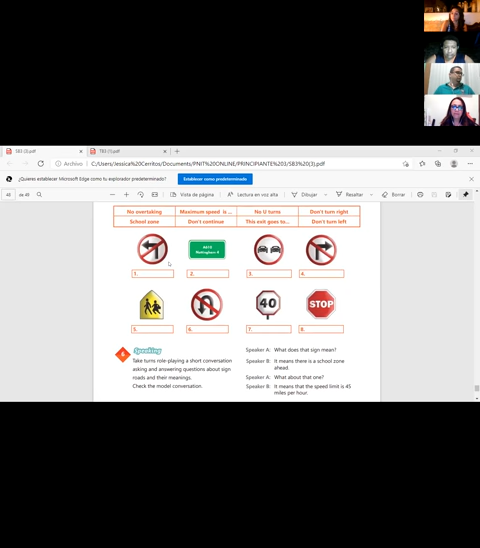 SB3 (3).pdf
TB3 (1).pdf
Archivo
C:/Users/Jessica%20Cerritos/Documents/PNIT%20ONLINE/PRINCIPIANTE%203/SB3%20(3).pdf
¿Quieres establecer Microsoft Edge como tu explorador predeterminado?
Establecer como predeterminado
de 45
Vista de página
Lectura en voz alta
Dibujar
Resaltar
Borrar
No overtaking
Maximum speed is ...
No U turns
Don't turn right
School zone
Don't continue
This exit goes to...
Don't turn left
1.
2.
3.
4.
40
STOP
5.
6.
7.
8.
6
Speaking
Take turns role-playing a short conversation
asking and answering questions about sign
roads and their meanings.
Check the model conversation.
Speaker A: What does that sign mean?
Speaker B: It means there is a school zone
ahead.
Speaker A: What about that one?
Speaker B: It means that the speed limit is 45
miles per hour.